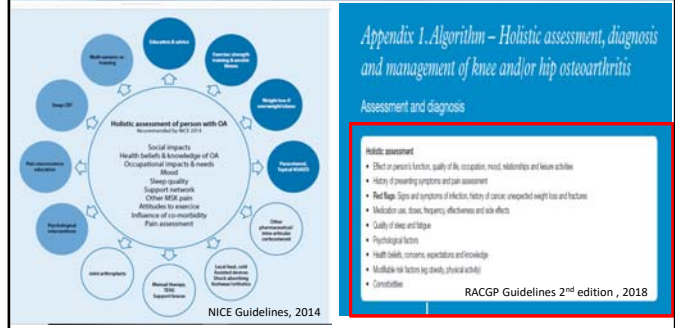 Education & advice
Exercise: strength
training & aerobic
fitness
Weight loss if
overweight/obese
Paracetamol,
Topical NSAIDS
Other
pharmaceutical/
intra-articular
corticosteroid
Local heat, cold
Assisted devices
Shock absorbing
footwear/orthotics
Manual therapy,
TENS
Support braces
Joint arthroplasty
Psychological
interventions
Pain neuroscience
education
Sleep CBT
training
Holistic assessment of person with OA
Recommended by NICE 2014
Social impacts
Health beliefs & knowledge of OA
Occupational impacts & needs
Mood
Sleep quality
Support network
Other MSK pain
Attitudes to exercise
Influence of co-morbidity
Pain assessment
NICE Guidelines, 2014
Appendix 1. Algorithm – Holistic assessment, diagnosis
and management of knee and/or hip osteoarthritis
Assessment and diagnosis
Holistic assessment
• Effect on person's function, quality of life, occupation, mood, relationships and leisure activities
• History of presenting symptoms and pain assessment
• Red flags: Signs and symptoms of infection, history of cancer, unexpected weight loss and fractures
• Medication use, doses, frequency, effectiveness and side effects
• Quality of sleep and fatigue
• Psychological factors
• Health beliefs, concerns, expectations and knowledge
• Modifiable risk factors (eg obesity, physical activity)
• Comorbidities
RACGP Guidelines 2nd edition , 2018